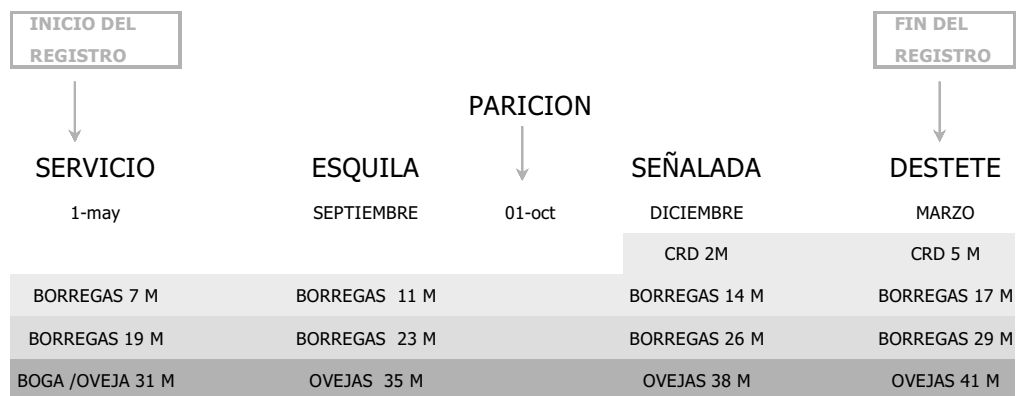 INICIO DEL
REGISTRO
FIN DEL
REGISTRO
PARICION
SERVICIO ESQUILA SEÑALADA DESTETE
1-may SEPTIEMBRE 01-oct DICIEMBRE MARZO
CRD 2M CRD 5 M
BORREGAS 7 M BORREGAS 11 M BORREGAS 14 M BORREGAS 17 M
BORREGAS 19 M BORREGAS 23 M BORREGAS 26 M BORREGAS 29 M
BOGA /OVEJA 31 M OVEJAS 35 M OVEJAS 38 M OVEJAS 41 M